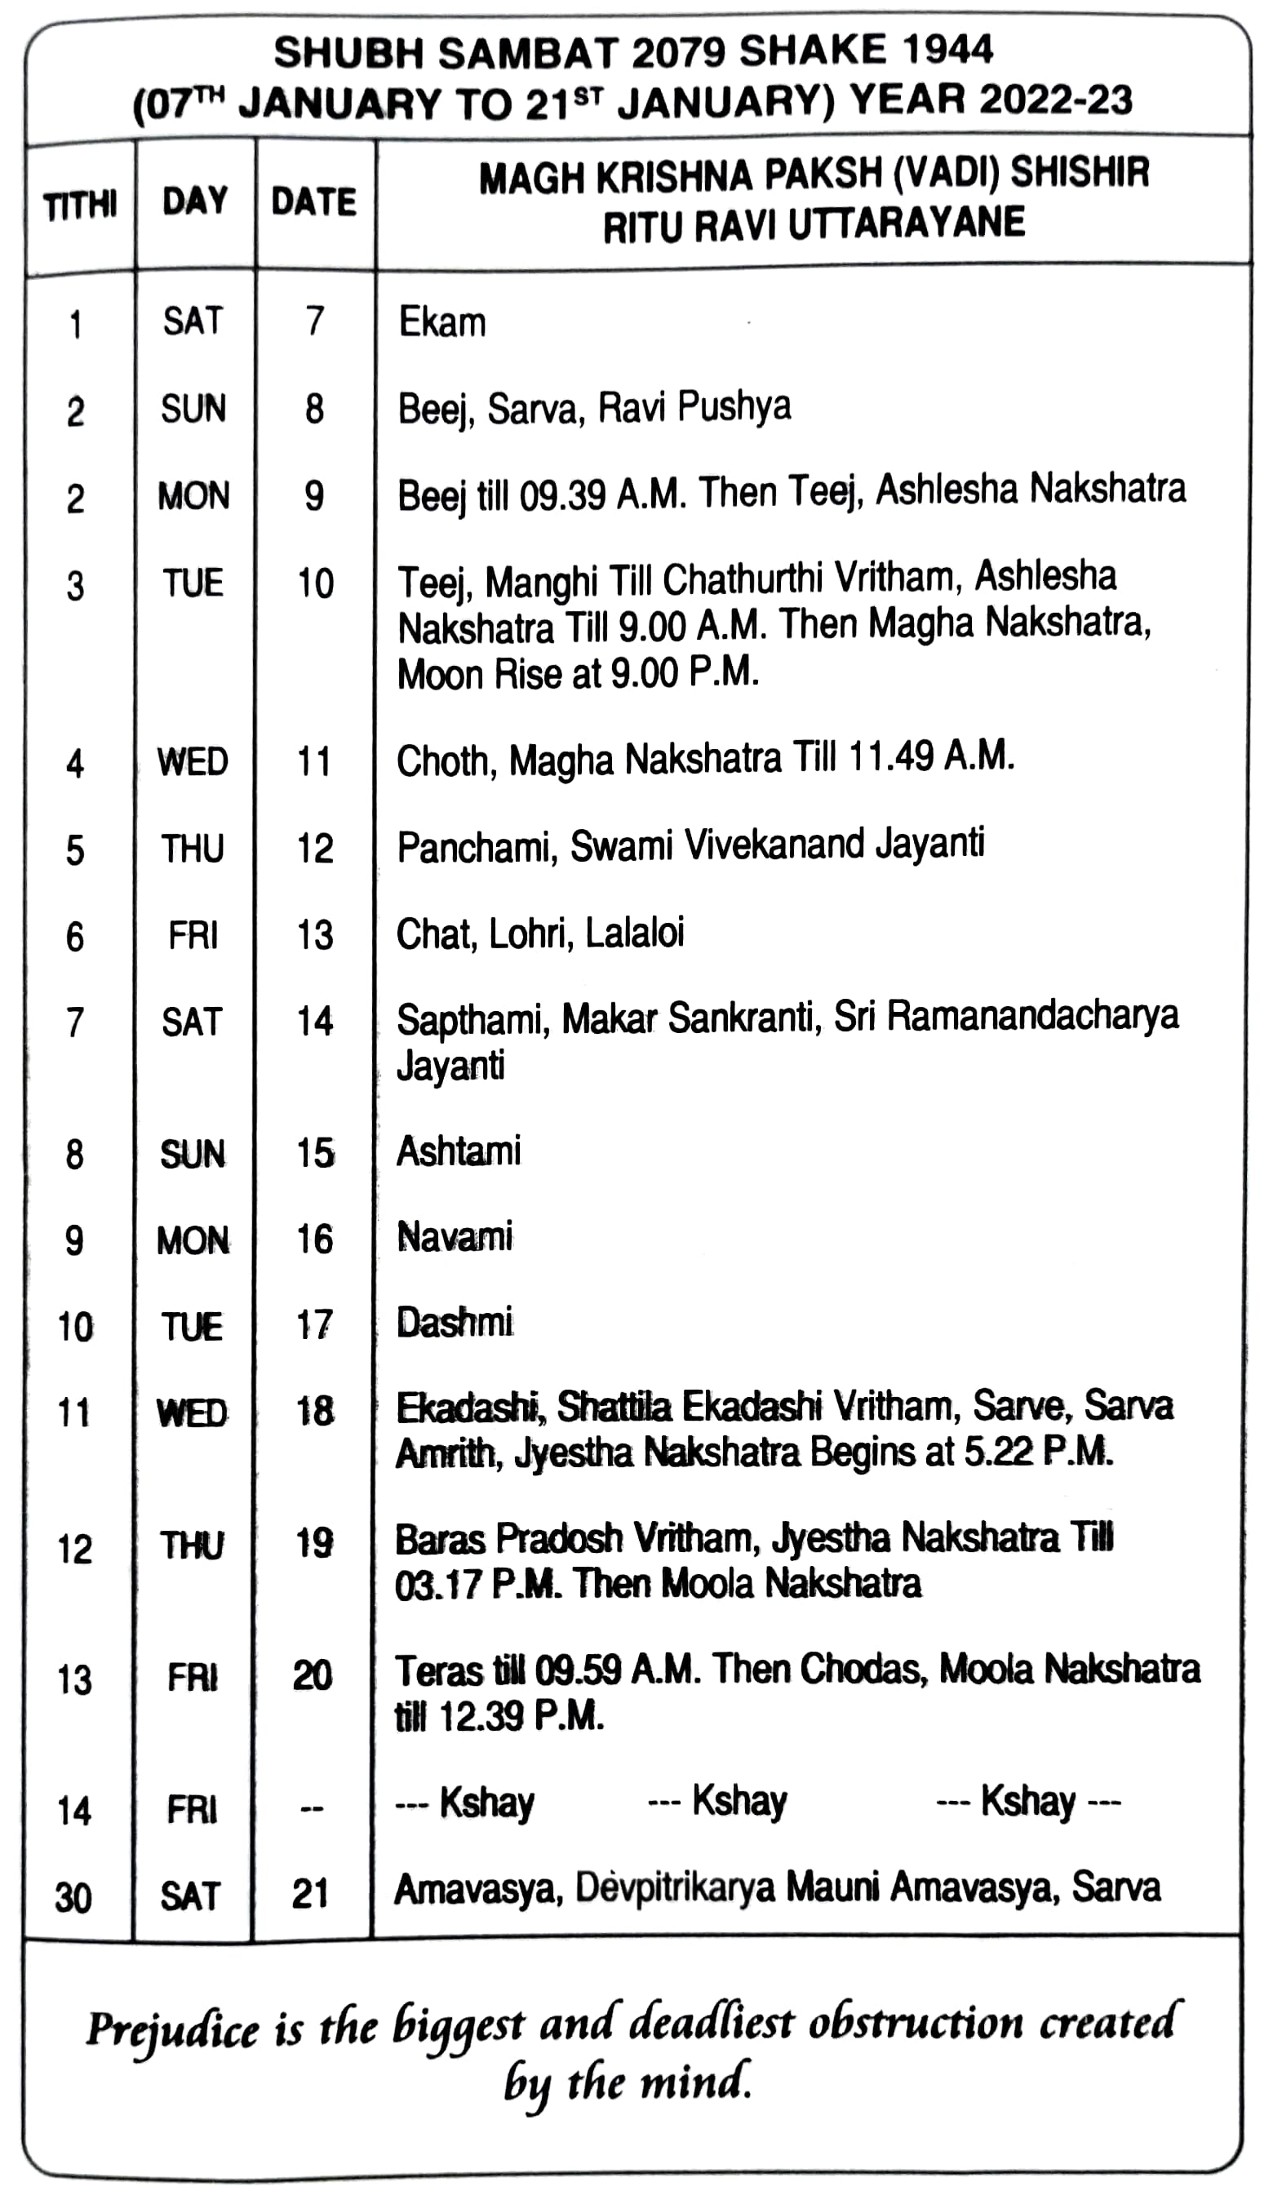 SHUBH SAMBAT 2079 SHAKE 1944
(07TH JANUARY TO 21ST JANUARY) YEAR 2022-23
TITHI DAY DATE MAGH KRISHNA PAKSH (VADI) SHISHIR
RITU RAVI UTTARAYANE
1 SAT 7 Ekam
2 SUN 8 Beej, Sarva, Ravi Pushya
2 MON 9 Beej till 09.39 A.M. Then Teej, Ashlesha Nakshatra
3 TUE 10 Teej, Manghi Till Chathurthi Vritham, Ashlesha
Nakshatra Till 9.00 A.M. Then Magha Nakshatra,
Moon Rise at 9.00 P.M.
4 WED 11 Choth, Magha Nakshatra Till 11.49 A.M.
5 THU 12 Panchami, Swami Vivekanand Jayanti
6 FRI 13 Chat, Lohri, Lalaloi
7 SAT 14 Sapthami, Makar Sankranti, Sri Ramanandacharya
Jayanti
8 SUN 15 Ashtami
9 MON 16 Navami
10 TUE 17 Dashmi
11 WED 18 Ekadashi, Shattila Ekadashi Vritham, Sarve, Sarva
Amrith, Jyestha Nakshatra Begins at 5.22 P.M.
12 THU 19 Baras Pradosh Vritham, Jyestha Nakshatra Till
03.17 P.M. Then Moola Nakshatra
13 FRI 20 Teras till 09.59 A.M. Then Chodas, Moola Nakshatra
till 12.39 P.M.
14 FRI -- --- Kshay --- Kshay --- Kshay ---
30 SAT 21 Amavasya, Devpitrikarya Mauni Amavasya, Sarva
Prejudice is the biggest and deadliest obstruction created
by the mind.